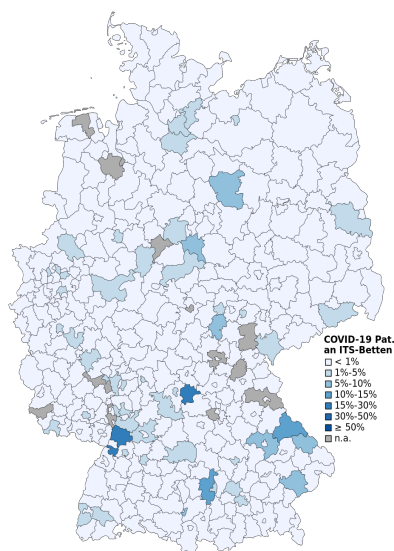 COVID-19 Pat.
an ITS-Betten
< 1%
1%-5%
5%-10%
10%-15%
15%-30%
30%-50%
≥ 50%
n.a.